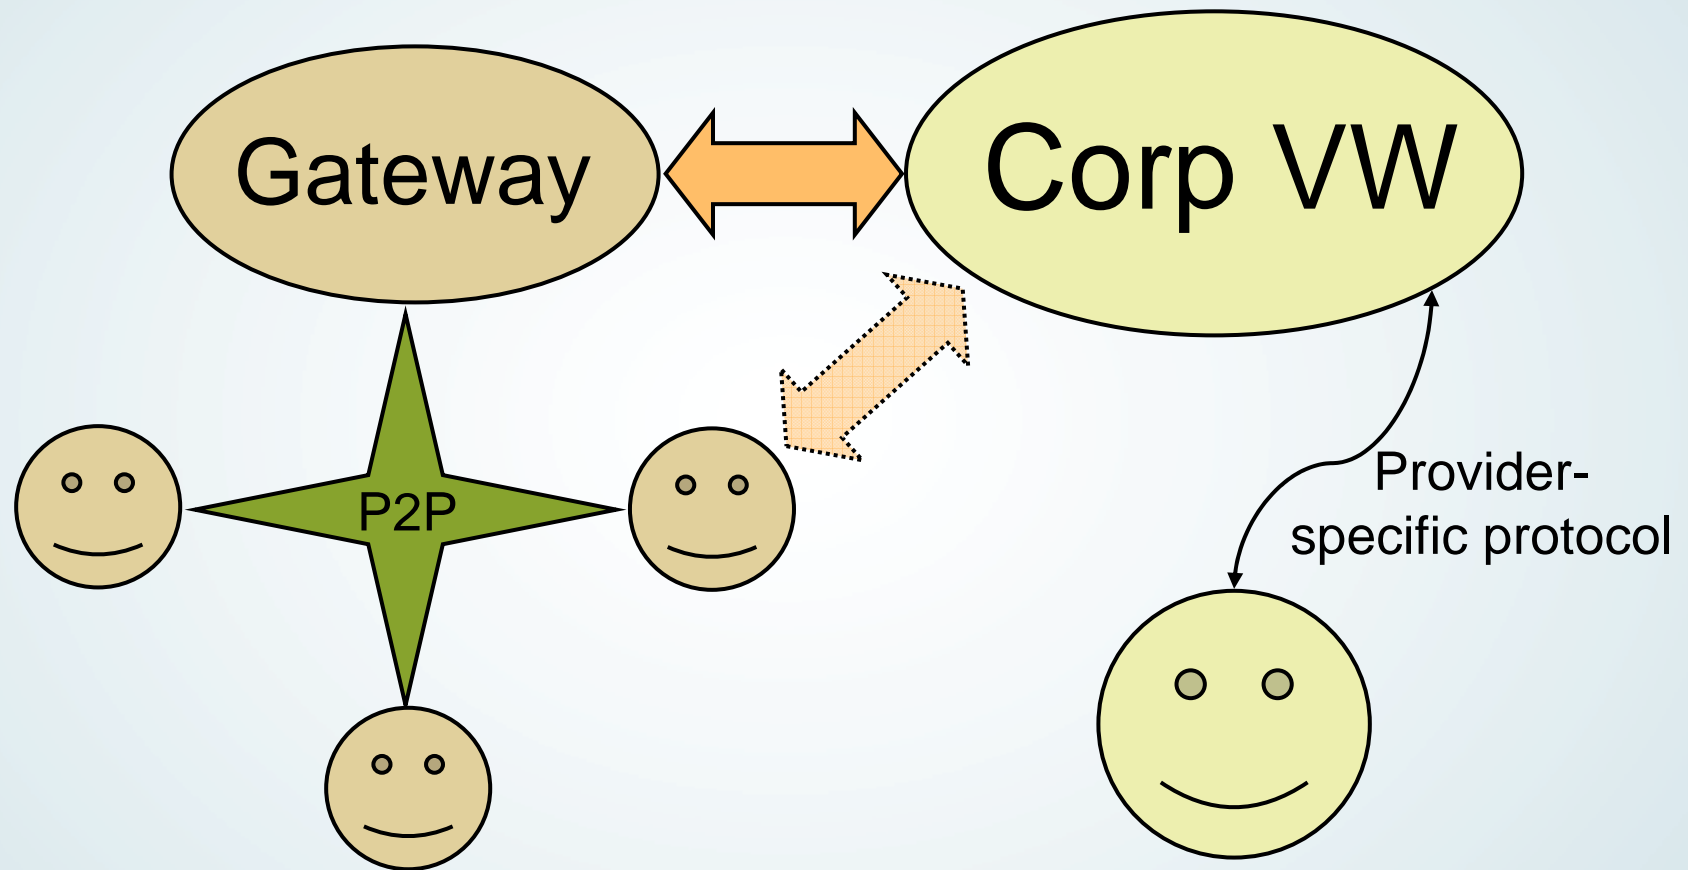 Gateway
Corp VW
P2P
Provider-
specific protocol